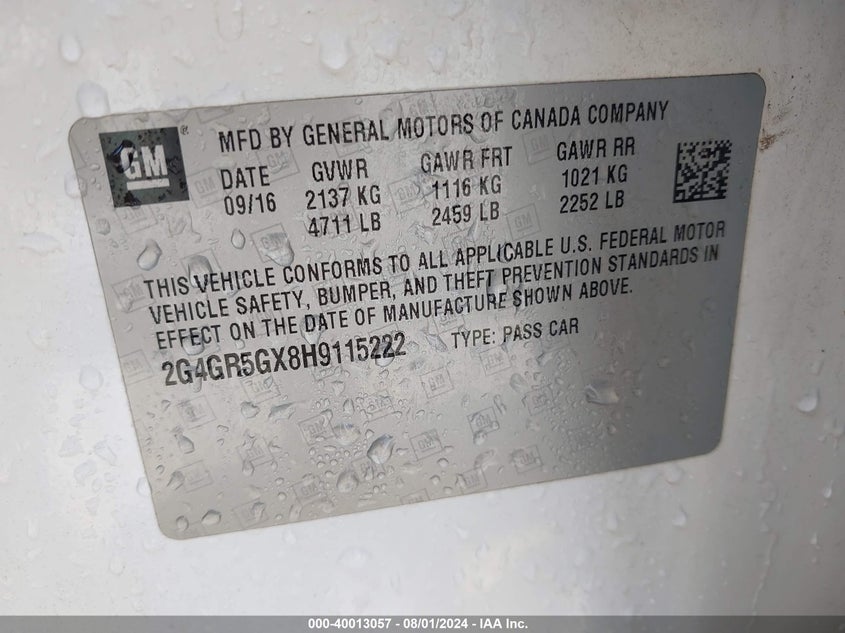 GM
MFD BY GENERAL MOTORS OF CANADA COMPANY
DATE GVWR GAWR FRT GAWR RR
09/16 2137 KG 1116 KG 1021 KG
4711 LB 2459 LB 2252 LB
THIS VEHICLE CONFORMS TO ALL APPLICABLE U.S. FEDERAL MOTOR
VEHICLE SAFETY, BUMPER, AND THEFT PREVENTION STANDARDS IN
EFFECT ON THE DATE OF MANUFACTURE SHOWN ABOVE.
2G4GR5GX8H9115222 TYPE: PASS CAR
000-40013057 - 08/01/2024 - IAA Inc.